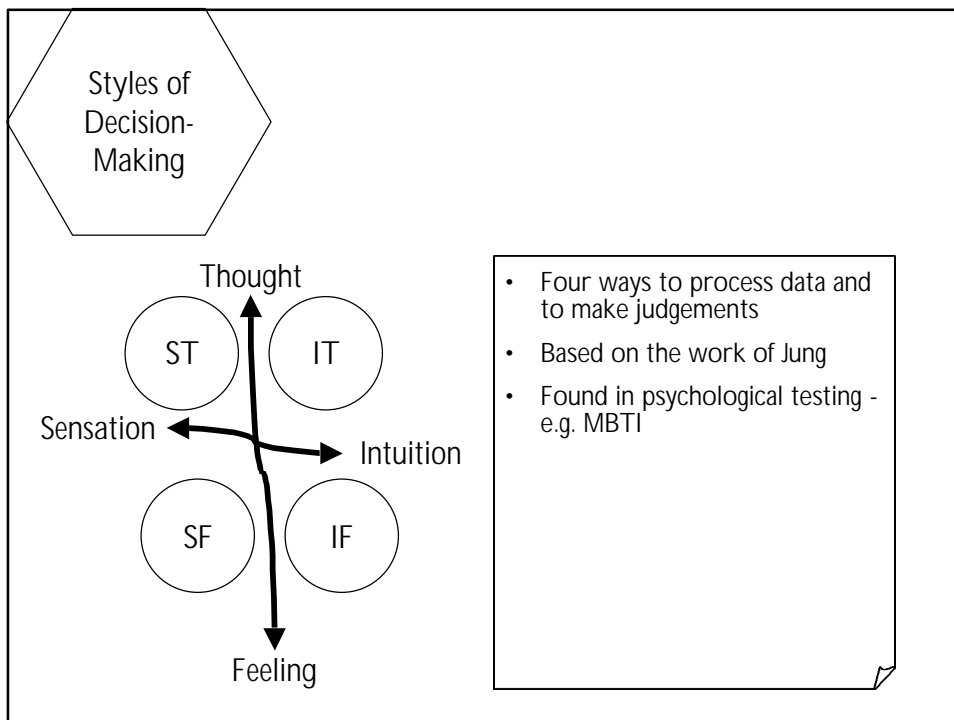 Styles of
Decision-
Making
Thought
ST
IT
Sensation
Intuition
SF
IF
Feeling
• Four ways to process data and
to make judgements
• Based on the work of Jung
• Found in psychological testing -
e.g. MBTI